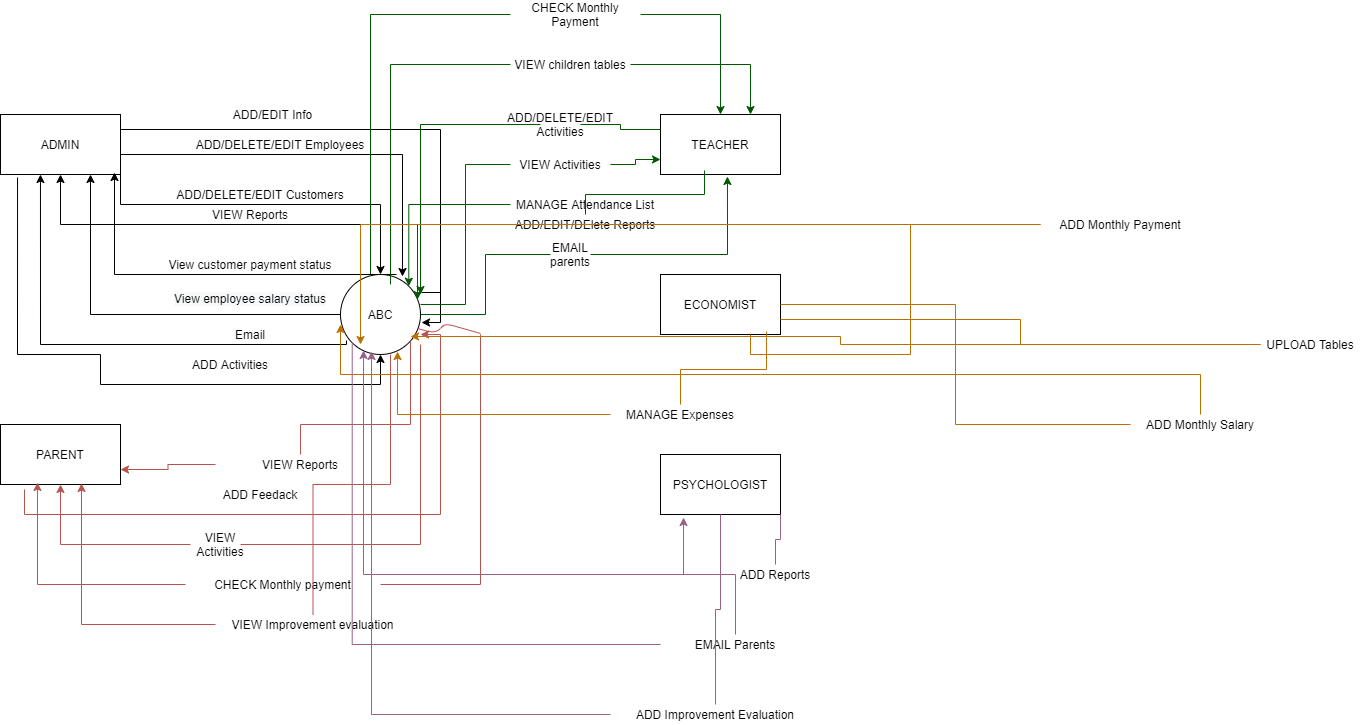 CHECK Monthly
Payment
VIEW children tables
ADD/EDIT Info
ADD/DELETE/EDIT
Activities
ADMIN
ADD/DELETE/EDIT Employees
TEACHER
VIEW Activities
ADD/DELETE/EDIT Customers
MANAGE Attendance List
VIEW Reports
ADD/EDIT/DElete Reports
ADD Monthly Payment
EMAIL
parents
View customer payment status
View employee salary status
ABC
ECONOMIST
Email
UPLOAD Tables
ADD Activities
MANAGE Expenses
ADD Monthly Salary
PARENT
VIEW Reports
PSYCHOLOGIST
ADD Feedack
VIEW
Activities
ADD Reports
CHECK Monthly payment
VIEW Improvement evaluation
EMAIL Parents
ADD Improvement Evaluation